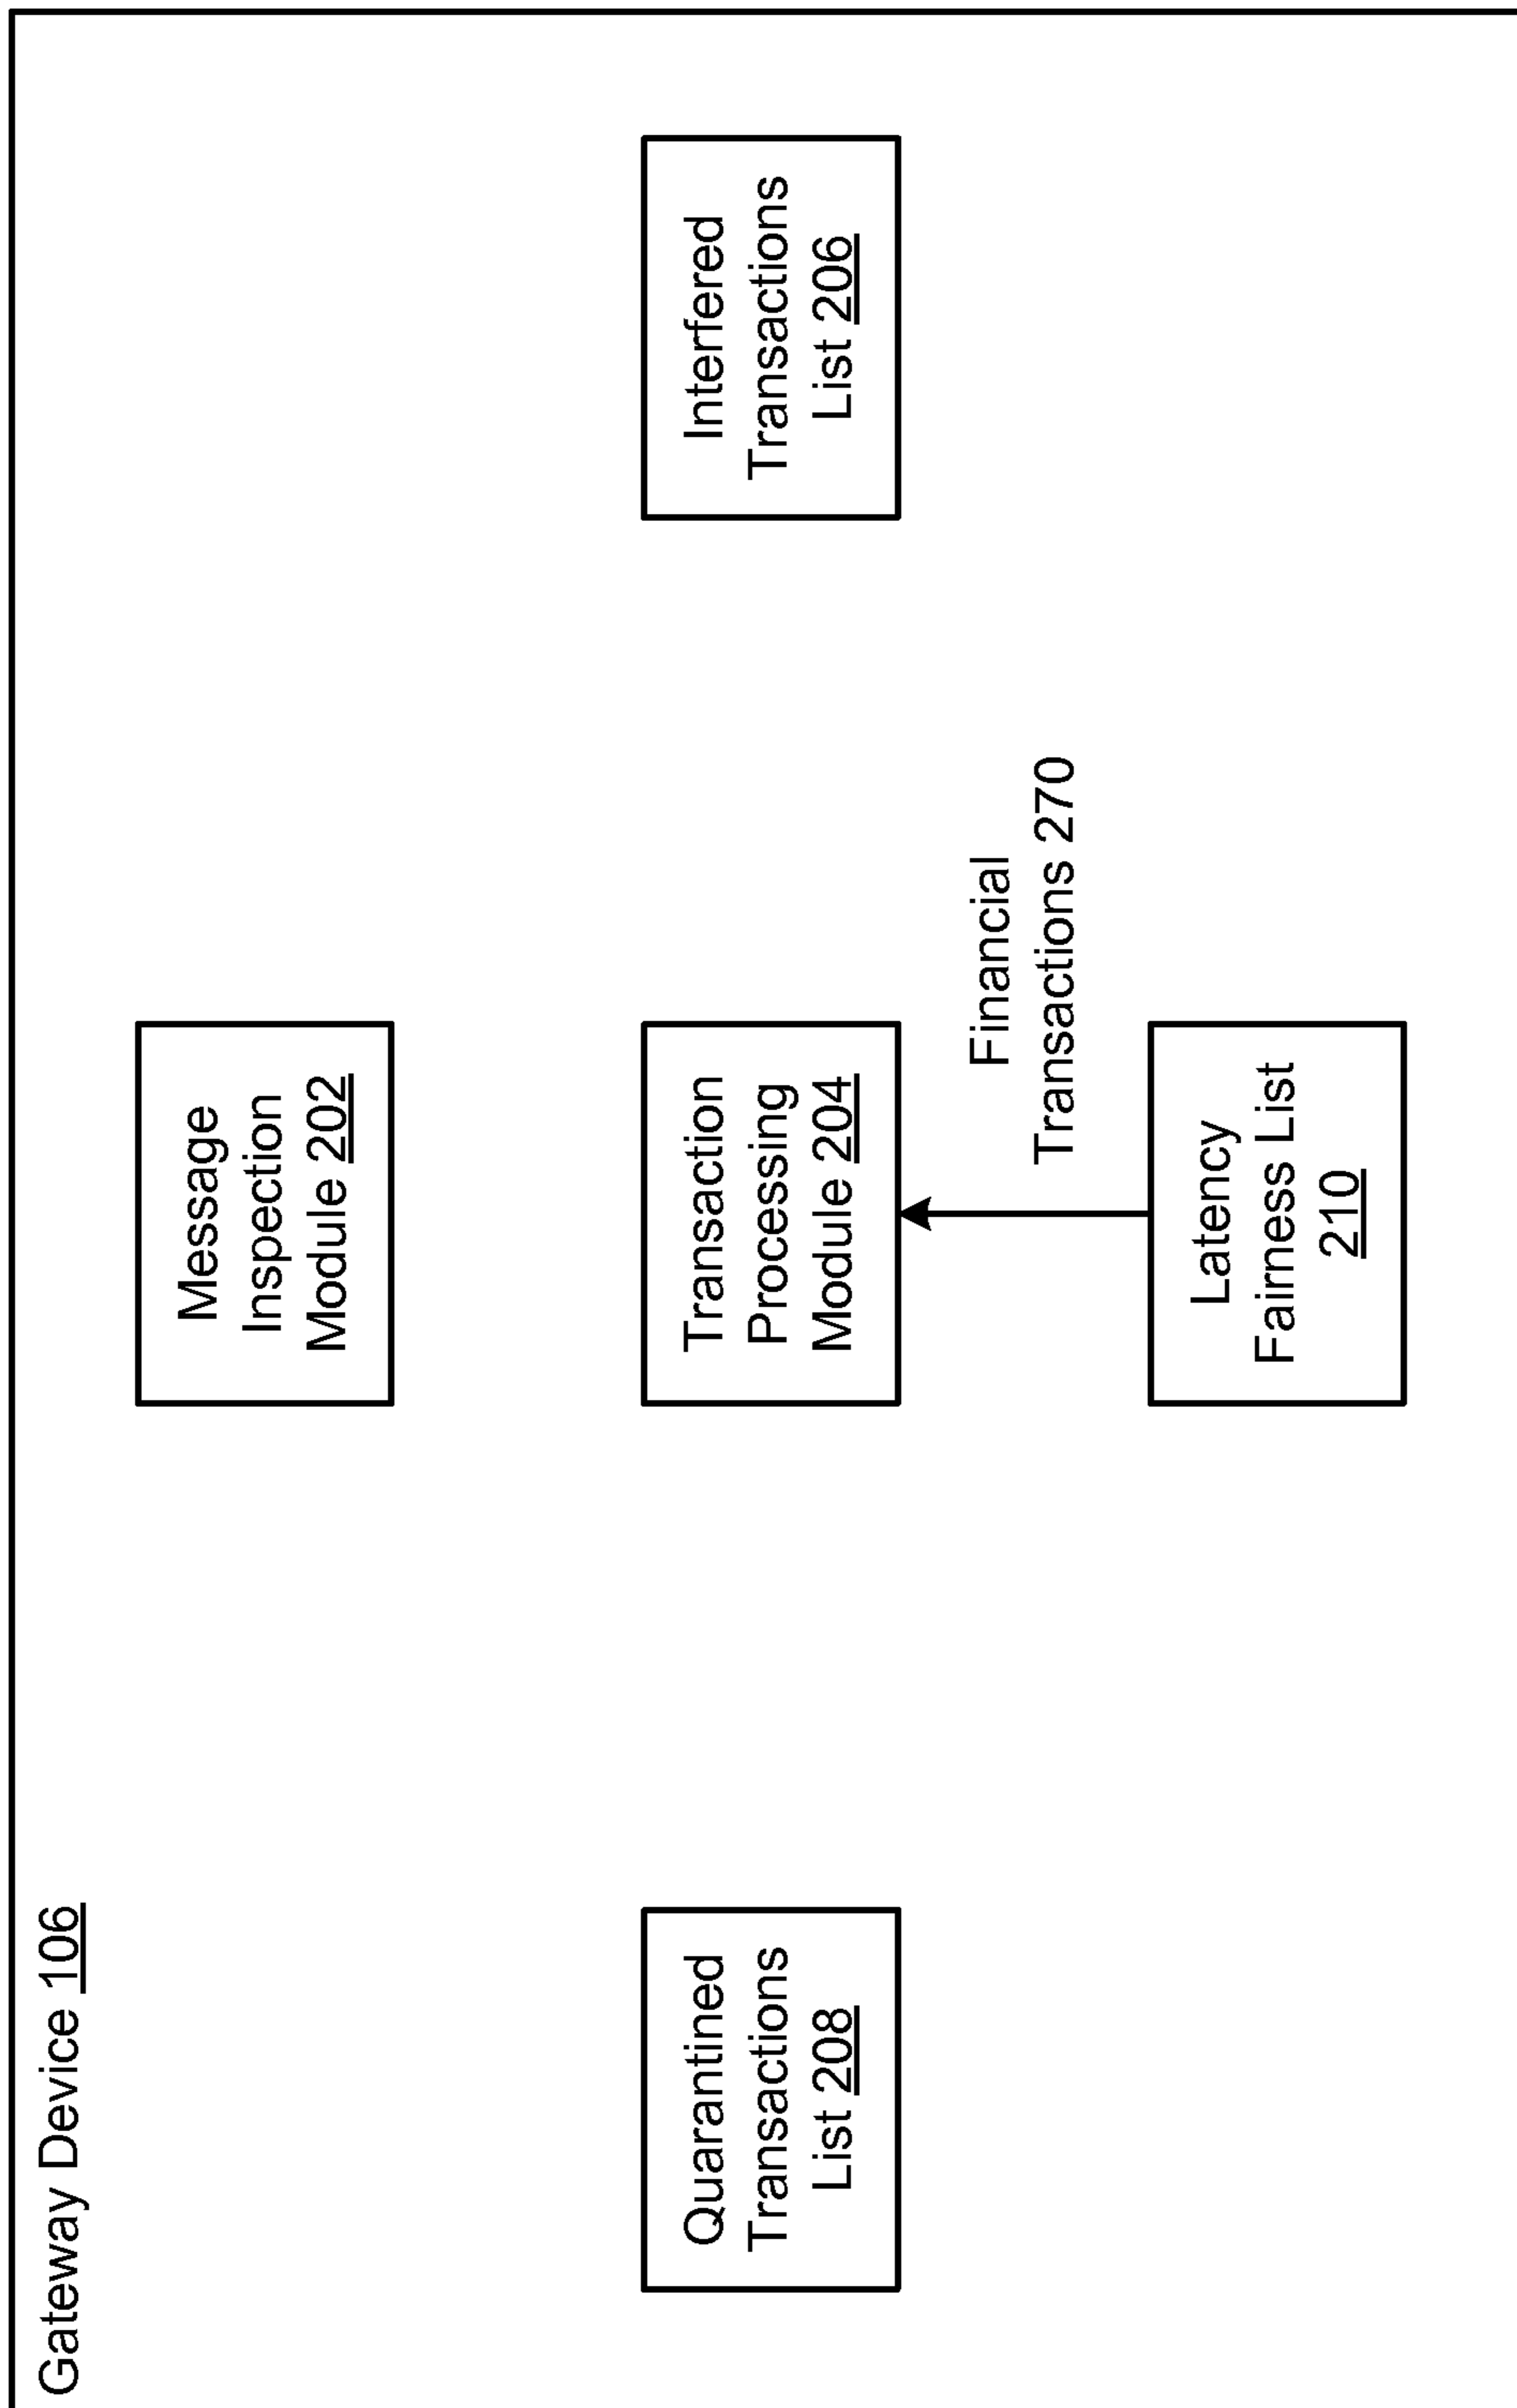 Gateway Device 106
Message
Inspection
Module 202
Quarantined
Transactions
List 208
Transaction
Processing
Module 204
Interfered
Transactions
List 206
Financial
Transactions 270
Latency
Fairness List
210